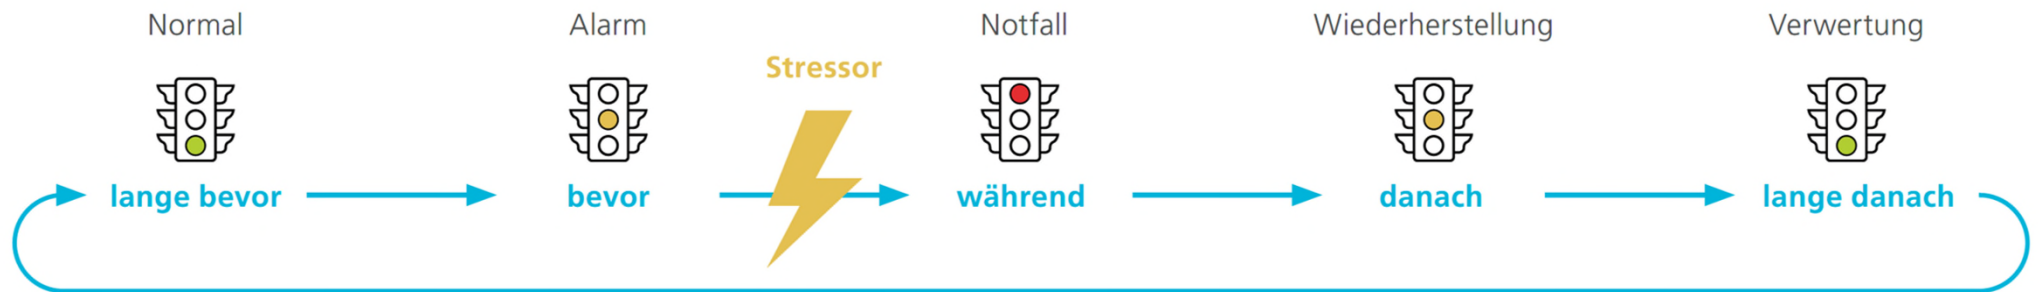 Normal
Alarm
Notfall
Wiederherstellung
Verwertung
Stressor
lange bevor
bevor
während
danach
lange danach